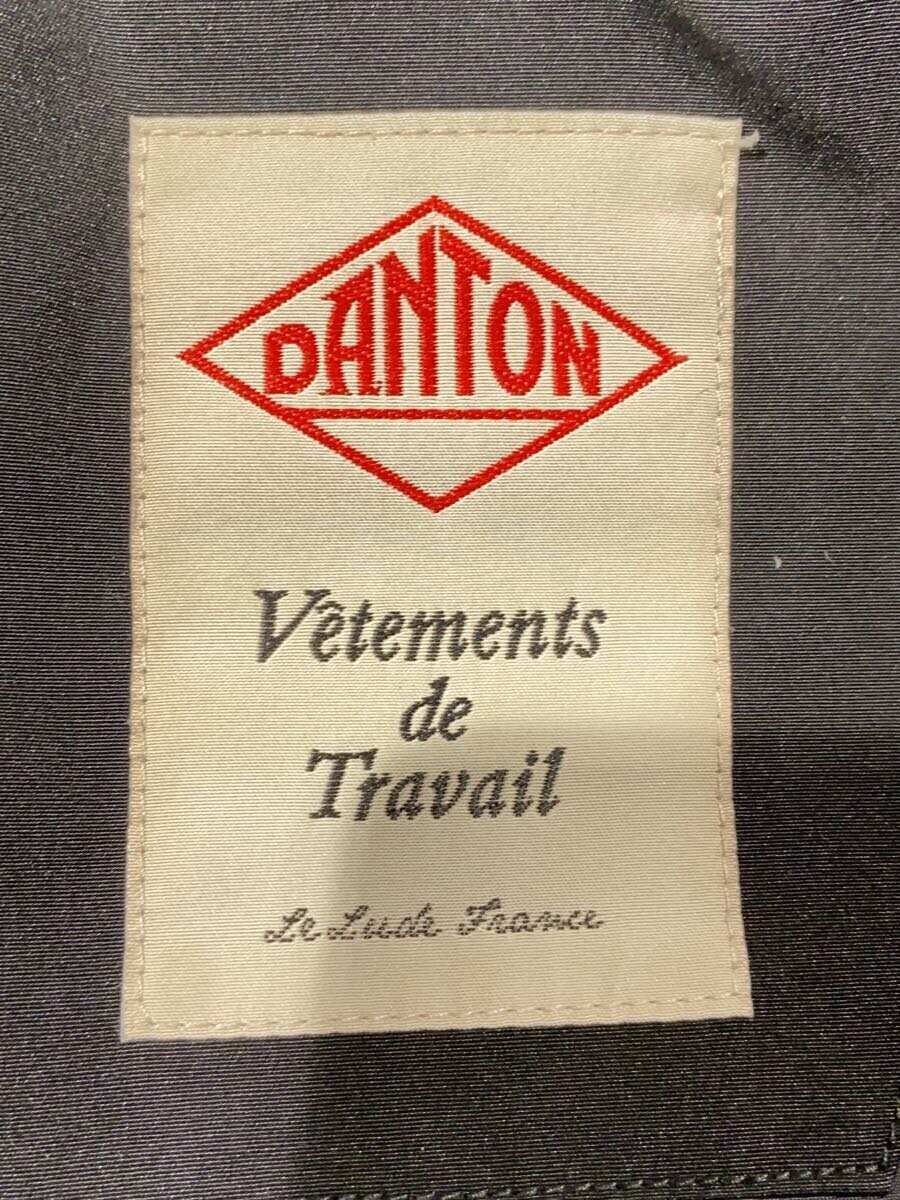 DANTON
Vêtements
de
Travail
Le Lude France